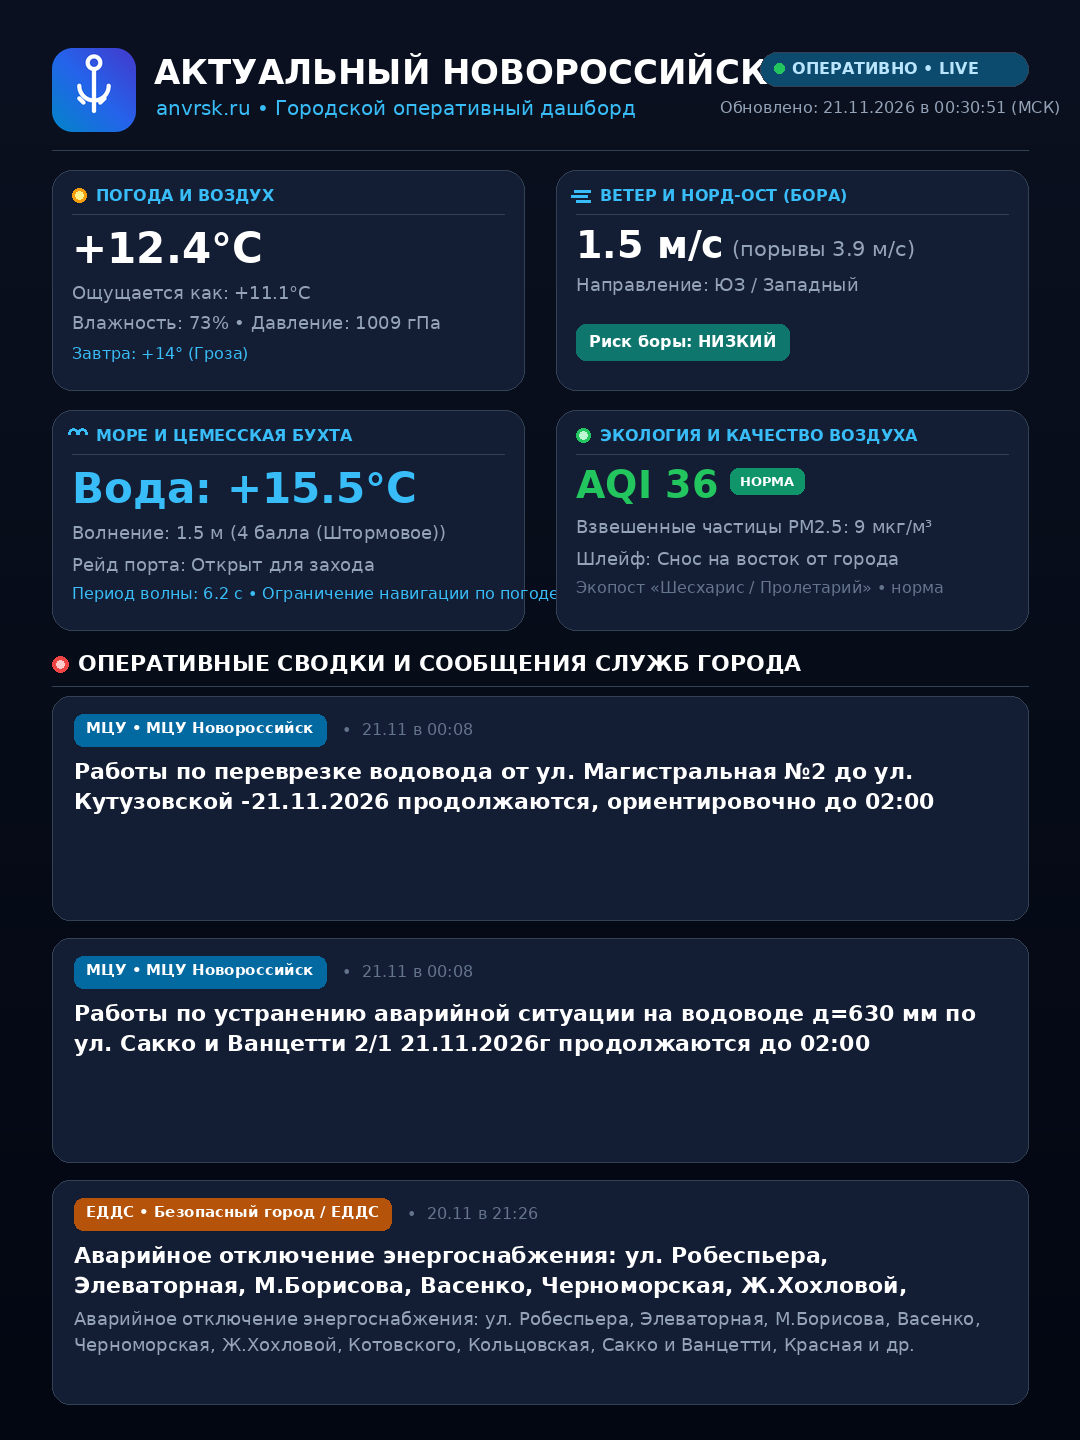 АКТУАЛЬНЫЙ НОВОРОССИЙСК
ОПЕРАТИВНО • LIVE
anvrsk.ru • Городской оперативный дашборд
Обновлено: 21.11.2026 в 00:30:51 (МСК)
ПОГОДА И ВОЗДУХ
+12.4°C
Ощущается как: +11.1°C
Влажность: 73% • Давление: 1009 гПа
Завтра: +14° (Гроза)
ВЕТЕР И НОРД-ОСТ (БОРА)
1.5 м/с (порывы 3.9 м/с)
Направление: ЮЗ / Западный
Риск боры: НИЗКИЙ
МОРЕ И ЦЕМЕССКАЯ БУХТА
Вода: +15.5°C
Волнение: 1.5 м (4 балла (Штормовое))
Рейд порта: Открыт для захода
Период волны: 6.2 с • Ограничение навигации по погоде
ЭКОЛОГИЯ И КАЧЕСТВО ВОЗДУХА
AQI 36 НОРМА
Взвешенные частицы PM2.5: 9 мкг/м³
Шлейф: Снос на восток от города
Экопост «Шесхарис / Пролетарий» • норма
ОПЕРАТИВНЫЕ СВОДКИ И СООБЩЕНИЯ СЛУЖБ ГОРОДА
МЦУ • МЦУ Новороссийск • 21.11 в 00:08
Работы по переврезке водовода от ул. Магистральная №2 до ул.
Кутузовской -21.11.2026 продолжаются, ориентировочно до 02:00
МЦУ • МЦУ Новороссийск • 21.11 в 00:08
Работы по устранению аварийной ситуации на водоводе д=630 мм по
ул. Сакко и Ванцетти 2/1 21.11.2026г продолжаются до 02:00
ЕДДС • Безопасный город / ЕДДС • 20.11 в 21:26
Аварийное отключение энергоснабжения: ул. Робеспьера,
Элеваторная, М.Борисова, Васенко, Черноморская, Ж.Хохловой,
Аварийное отключение энергоснабжения: ул. Робеспьера, Элеваторная, М.Борисова, Васенко,
Черноморская, Ж.Хохловой, Котовского, Кольцовская, Сакко и Ванцетти, Красная и др.